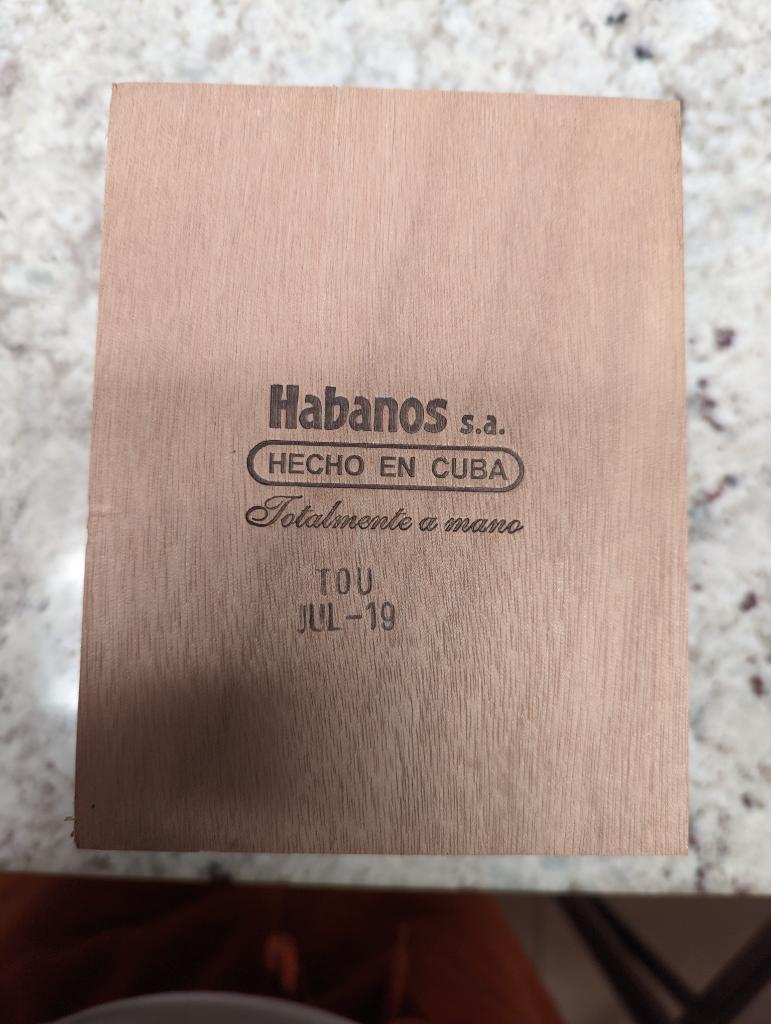 Habanos s.a.
HECHO EN CUBA
Totalmente a mano
TOU
JUL-19